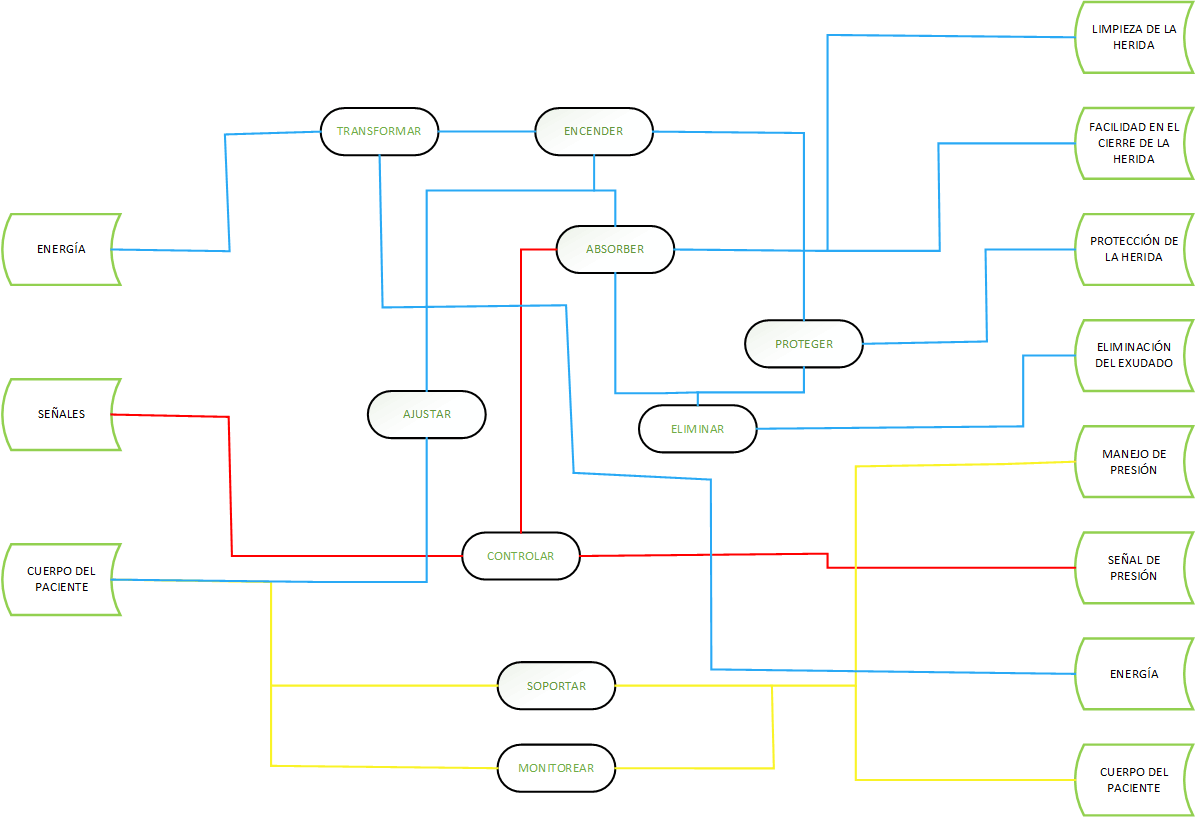 LIMPIEZA DE LA
HERIDA
TRANSFORMAR
ENCENDER
FACILIDAD EN EL
CIERRE DE LA
HERIDA
ENERGÍA
ABSORBER
PROTECCIÓN DE
LA HERIDA
PROTEGER
ELIMINACIÓN
DEL EXUDADO
SEÑALES
AJUSTAR
ELIMINAR
MANEJO DE
PRESIÓN
CUERPO DEL
PACIENTE
CONTROLAR
SEÑAL DE
PRESIÓN
SOPORTAR
ENERGÍA
MONITOREAR
CUERPO DEL
PACIENTE